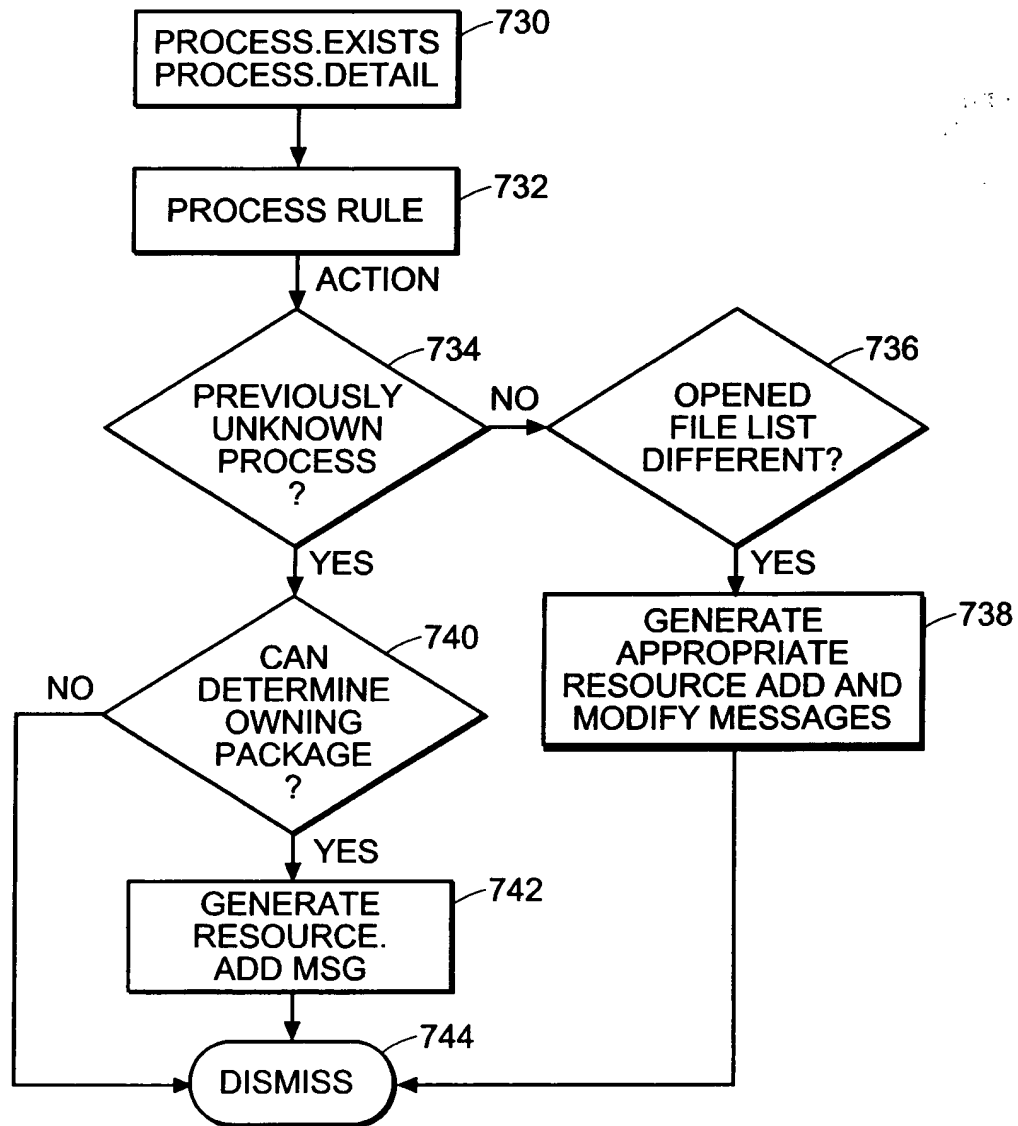 PROCESS.EXISTS
PROCESS.DETAIL
730
PROCESS RULE
732
ACTION
PREVIOUSLY
UNKNOWN
PROCESS
?
734
NO
OPENED
FILE LIST
DIFFERENT?
736
YES
YES
CAN
DETERMINE
OWNING
PACKAGE
?
740
NO
GENERATE
APPROPRIATE
RESOURCE ADD AND
MODIFY MESSAGES
738
YES
GENERATE
RESOURCE.
ADD MSG
742
DISMISS
744